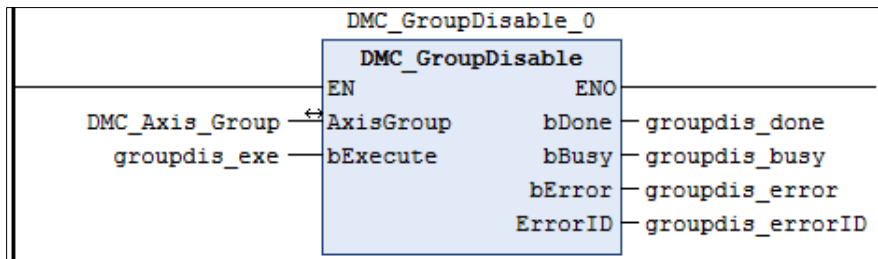 DMC_GroupDisable_0
DMC_GroupDisable
EN ENO
DMC_Axis_Group AxisGroup bDone groupdis_done
groupdis_exe bExecute bBusy groupdis_busy
bError groupdis_error
ErrorID groupdis_errorID